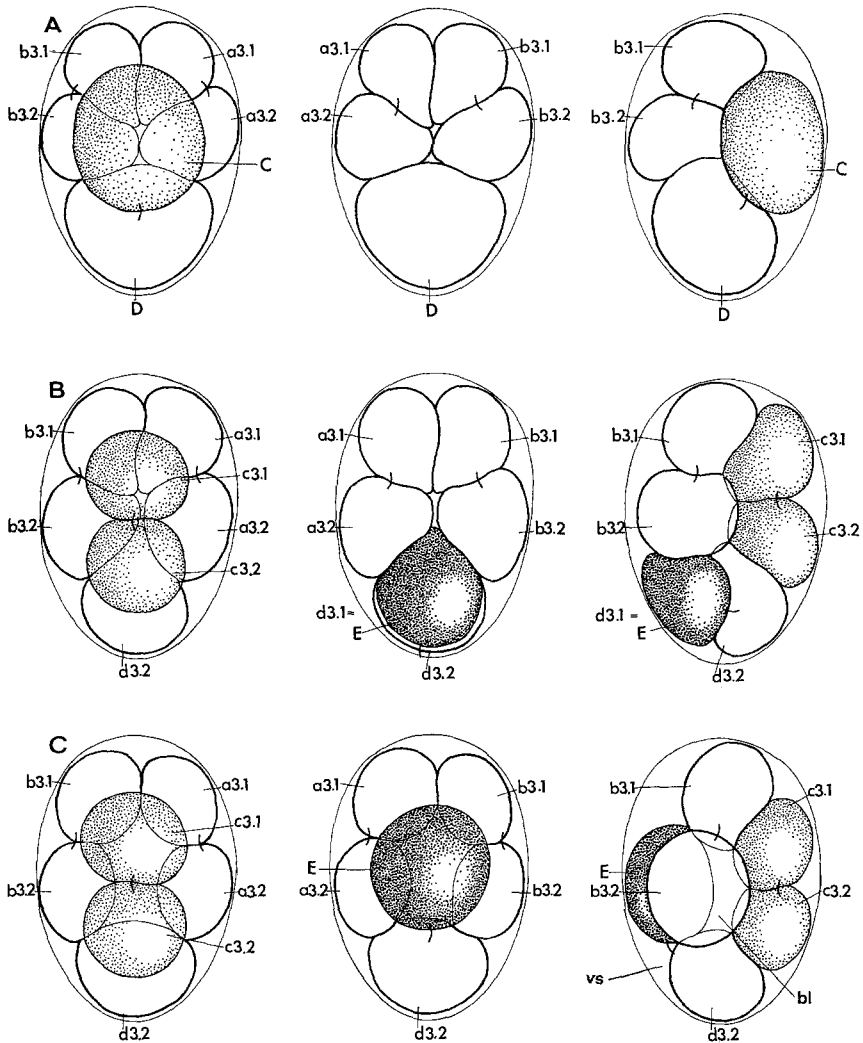 A
b3.1
a3.1
b3.2
a3.2
C
D
a3.1
b3.1
a3.2
b3.2
D
b3.1
b3.2
C
D
B
b3.1
a3.1
c3.1
b3.2
a3.2
c3.2
d3.2
a3.1
b3.1
a3.2
b3.2
d3.1=
E
d3.2
b3.1
c3.1
b3.2
c3.2
d3.1 =
E
d3.2
C
b3.1
a3.1
c3.1
b3.2
a3.2
c3.2
d3.2
a3.1
b3.1
E
a3.2
b3.2
d3.2
b3.1
c3.1
E
b3.2
c3.2
vs
bl
d3.2